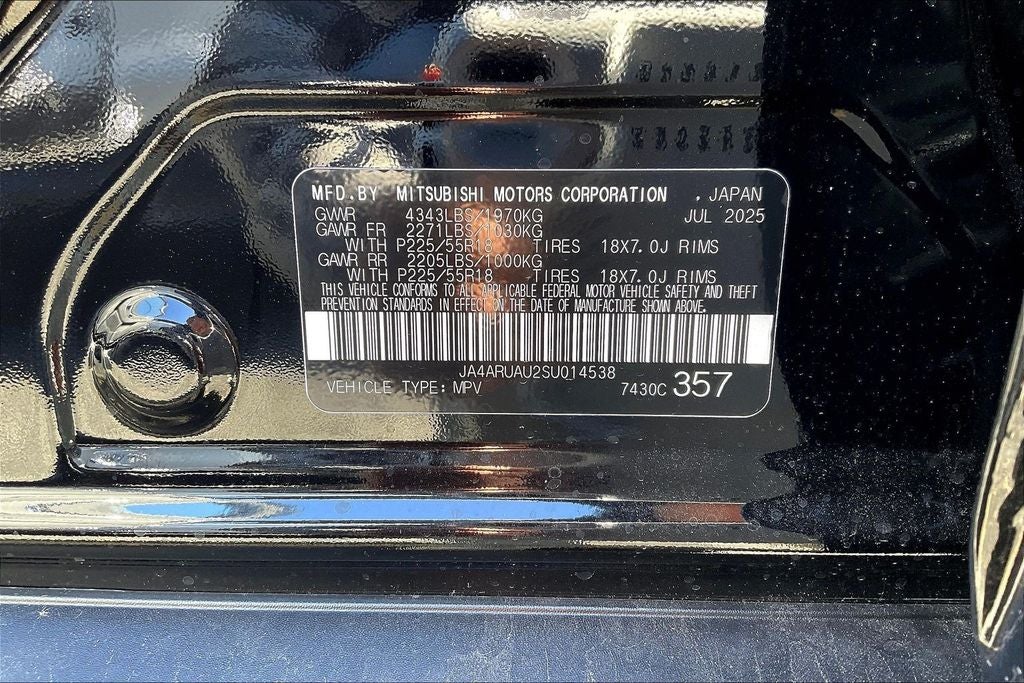 MFD.BY MITSUBISHI MOTORS CORPORATION , JAPAN
GVWR 4343LBS/1970KG JUL 2025
GAWR FR 2271LBS/1030KG
WITH P225/55R18 TIRES 18X7.0J RIMS
GAWR RR 2205LBS/1000KG
WITH P225/55R18 TIRES 18X7.0J RIMS
THIS VEHICLE CONFORMS TO ALL APPLICABLE FEDERAL MOTOR VEHICLE SAFETY AND THEFT
PREVENTION STANDARDS IN EFFECT ON THE DATE OF MANUFACTURE SHOWN ABOVE.
JA4ARUAU2SU014538
VEHICLE TYPE: MPV 7430C 357